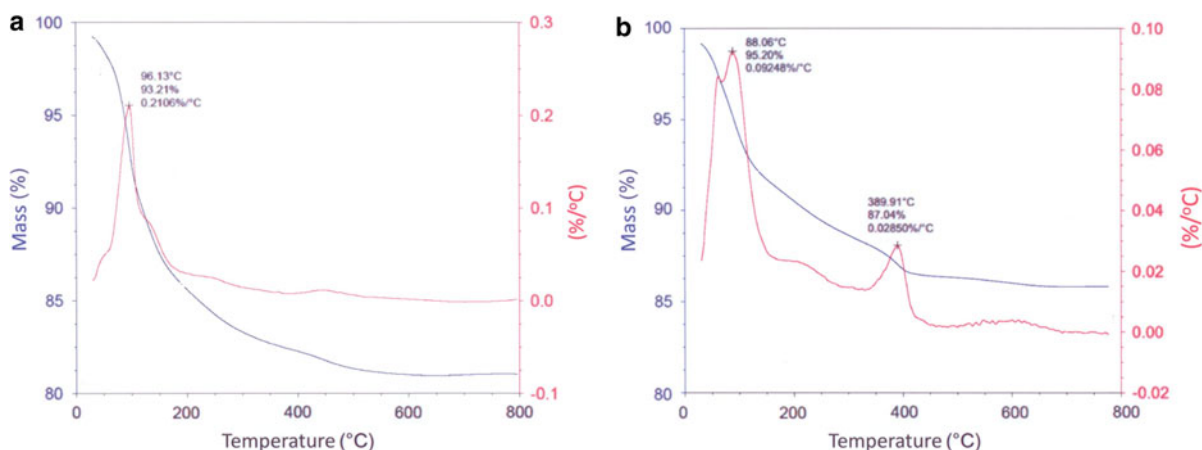 a
100
95
90
85
80
Mass (%)
96.13°C
93.21%
0.2106%/°C
0.3
0.2
0.1
0.0
-0.1
(%/°C)
0
200
400
600
800
Temperature (°C)
b
100
95
90
85
80
Mass (%)
88.06°C
95.20%
0.09248%/°C
389.91°C
87.04%
0.02850%/°C
0.10
0.08
0.06
0.04
0.02
0.00
-0.02
(%/°C)
0
200
400
600
800
Temperature (°C)